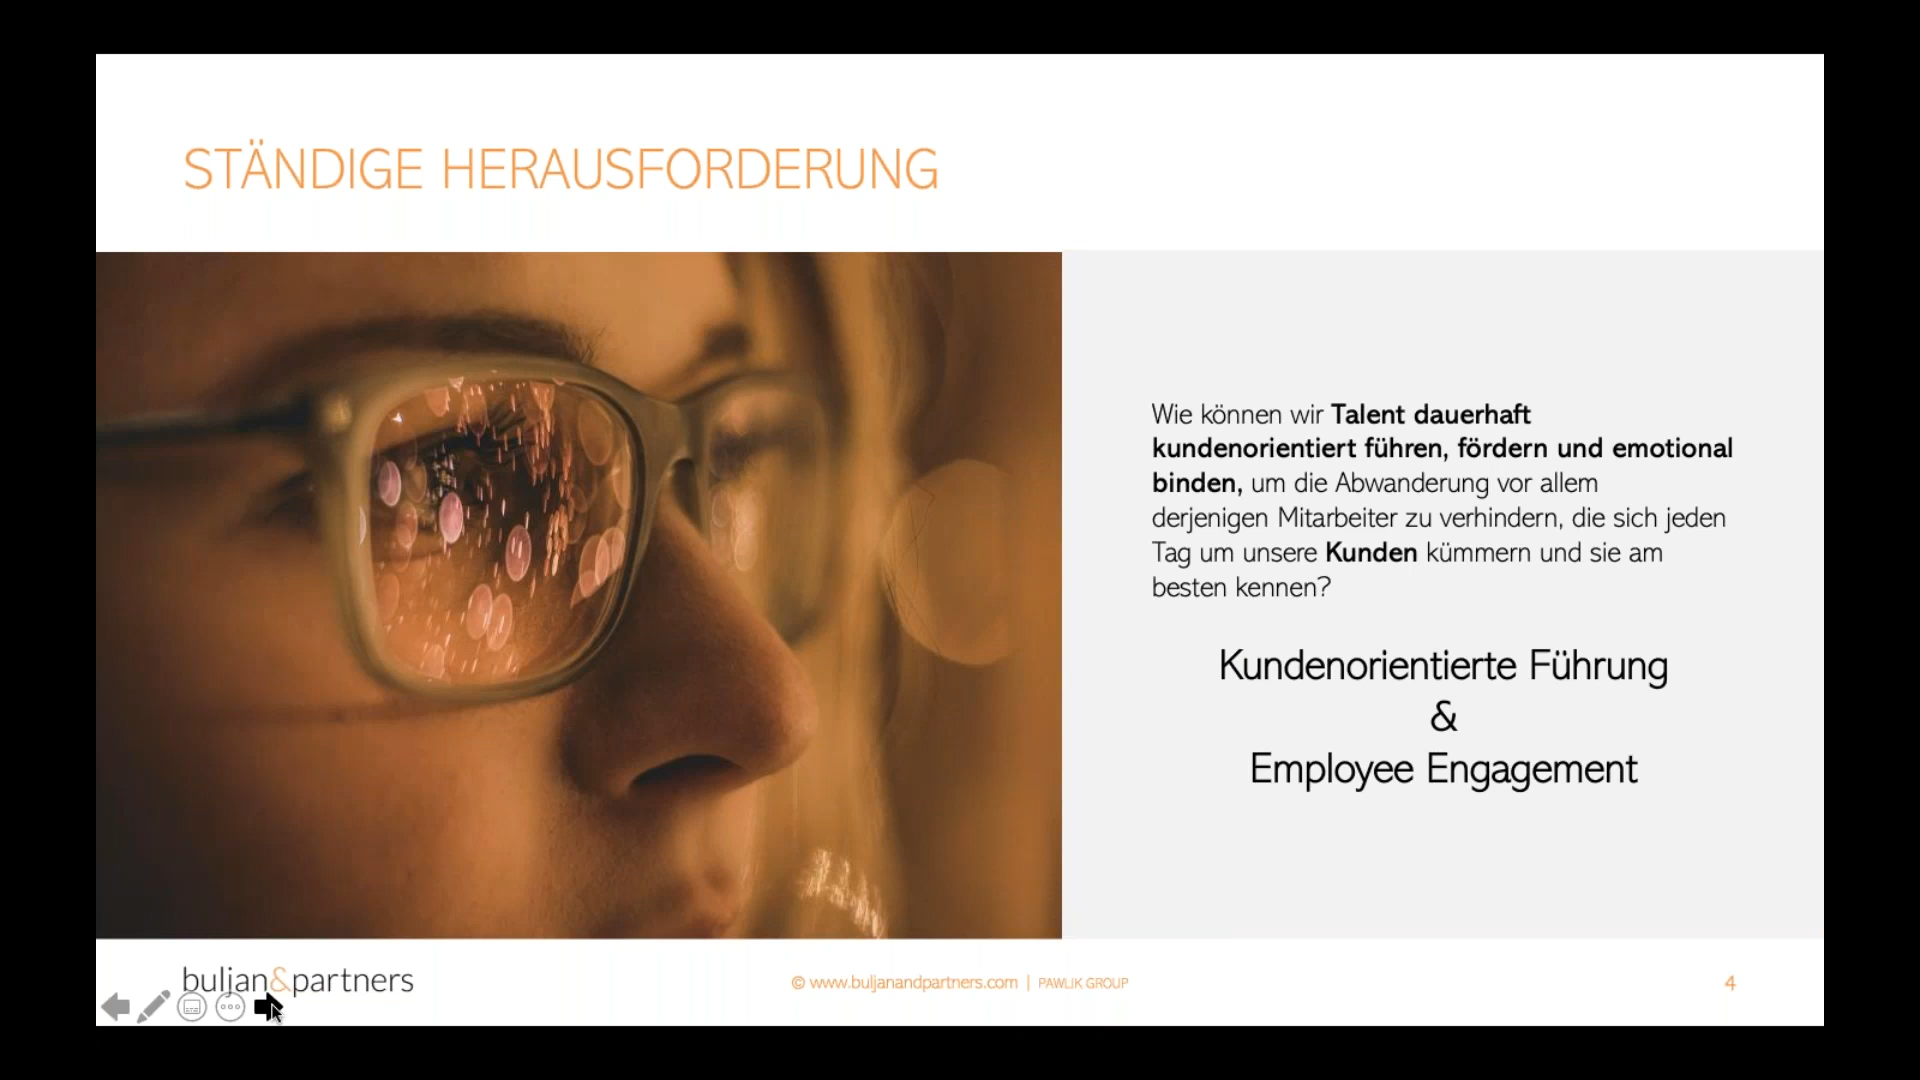 STÄNDIGE HERAUSFORDERUNG
Wie können wir Talent dauerhaft
kundenorientiert führen, fördern und emotional
binden, um die Abwanderung vor allem
derjenigen Mitarbeiter zu verhindern, die sich jeden
Tag um unsere Kunden kümmern und sie am
besten kennen?
Kundenorientierte Führung
&
Employee Engagement
buljan&partners
© www.buljanandpartners.com | PAWLIK GROUP
4